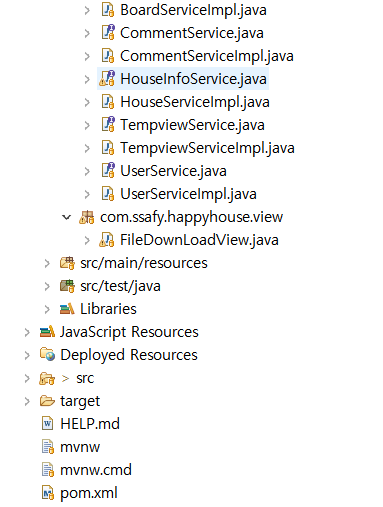 BoardServiceImpl.java
CommentService.java
CommentServiceImpl.java
HouseInfoService.java
HouseServiceImpl.java
TempviewService.java
TempviewServiceImpl.java
UserService.java
UserServiceImpl.java
com.ssafy.happyhouse.view
FileDownLoadView.java
src/main/resources
src/test/java
Libraries
JavaScript Resources
Deployed Resources
> src
target
HELP.md
mvnw
mvnw.cmd
pom.xml